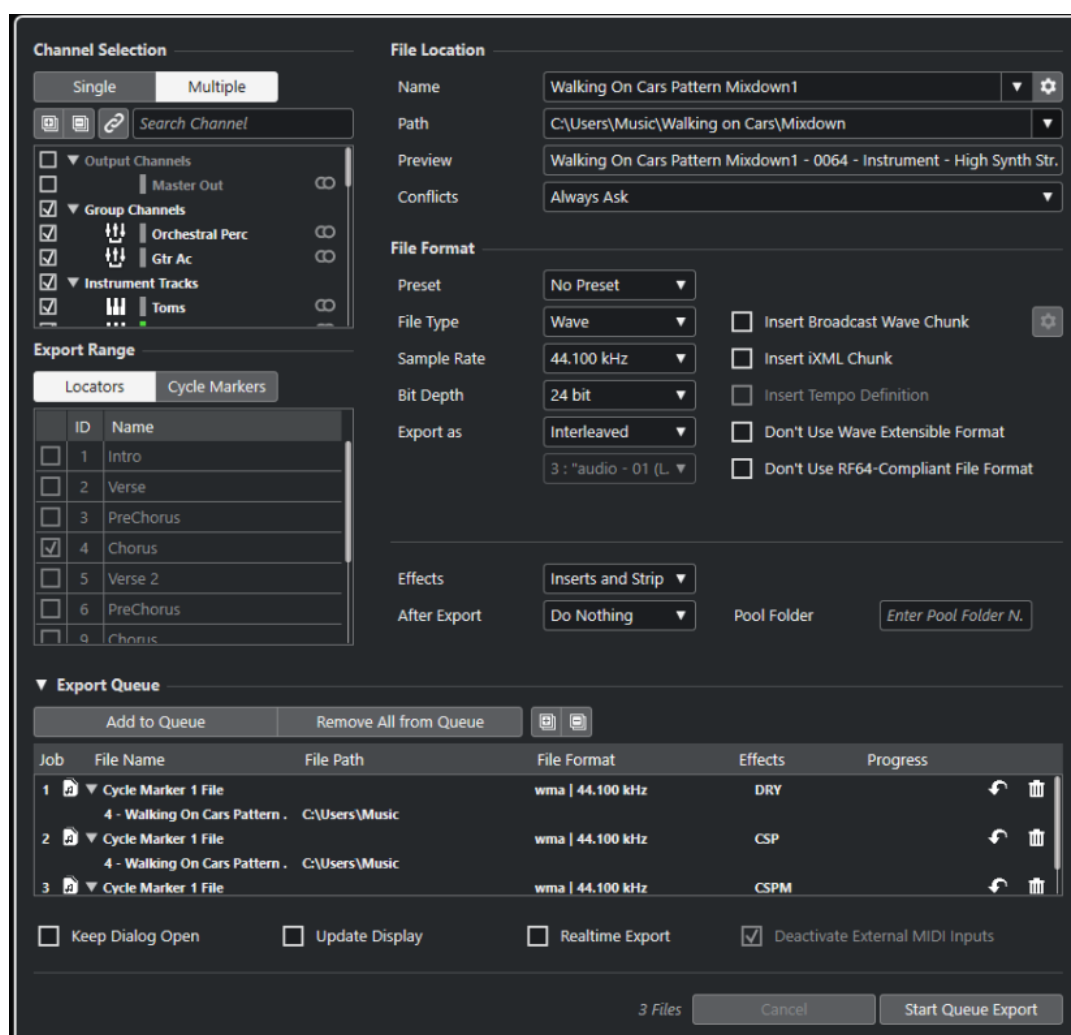 Channel Selection
Single Multiple
Search Channel
Output Channels
Master Out
Group Channels
Orchestral Perc
Gtr Ac
Instrument Tracks
Toms
Export Range
Locators Cycle Markers
ID Name
1 Intro
2 Verse
3 PreChorus
4 Chorus
5 Verse 2
6 PreChorus
9 Chorus
File Location
Name Walking On Cars Pattern Mixdown1
Path C:\Users\Music\Walking on Cars\Mixdown
Preview Walking On Cars Pattern Mixdown1 - 0064 - Instrument - High Synth Str.
Conflicts Always Ask
File Format
Preset No Preset
File Type Wave Insert Broadcast Wave Chunk
Sample Rate 44.100 kHz Insert iXML Chunk
Bit Depth 24 bit Insert Tempo Definition
Export as Interleaved Don't Use Wave Extensible Format
3 : "audio - 01 (L. Don't Use RF64-Compliant File Format
Effects Inserts and Strip
After Export Do Nothing Pool Folder Enter Pool Folder N.
Export Queue
Add to Queue Remove All from Queue
Job File Name File Path File Format Effects Progress
1 Cycle Marker 1 File wma | 44.100 kHz DRY
4 - Walking On Cars Pattern . C:\Users\Music
2 Cycle Marker 1 File wma | 44.100 kHz CSP
4 - Walking On Cars Pattern . C:\Users\Music
3 Cycle Marker 1 File wma | 44.100 kHz CSPM
Keep Dialog Open Update Display Realtime Export Deactivate External MIDI Inputs
3 Files Cancel Start Queue Export